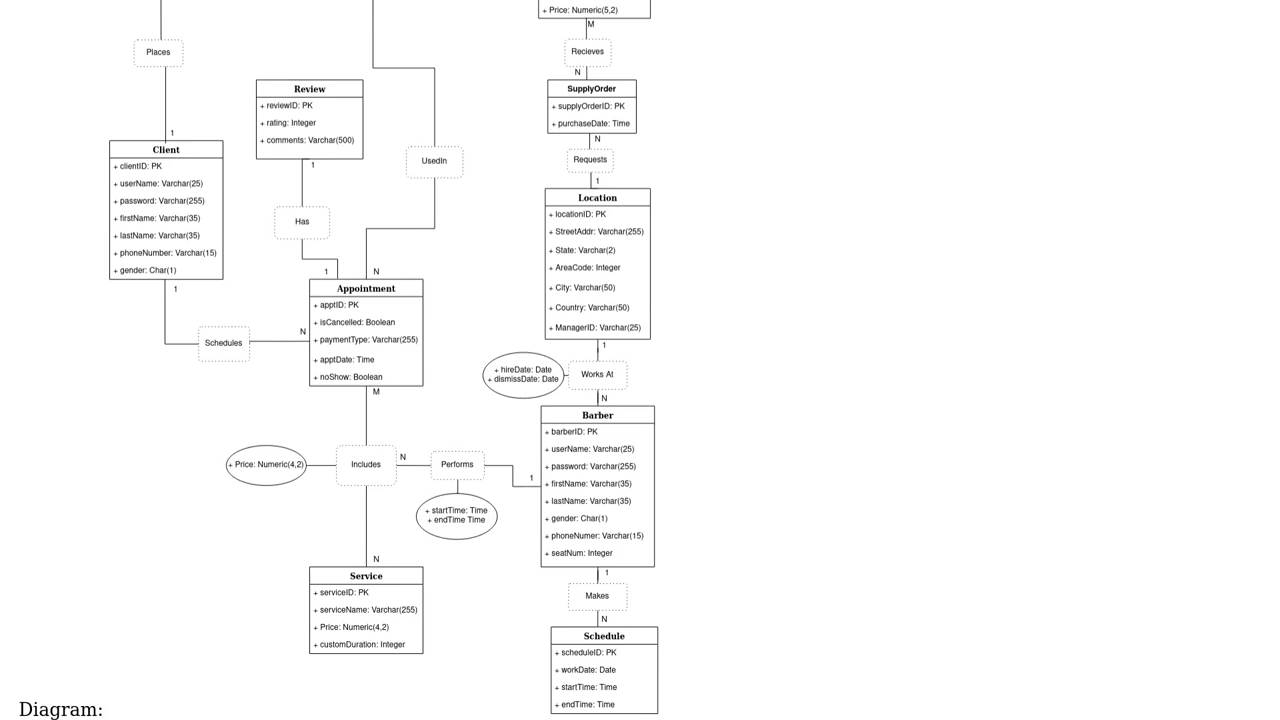 + Price: Numeric(5,2)
M
Recieves
N
SupplyOrder
+ supplyOrderID: PK
+ purchaseDate: Time
N
Requests
1
Location
+ locationID: PK
+ StreetAddr: Varchar(255)
+ State: Varchar(2)
+ AreaCode: Integer
+ City: Varchar(50)
+ Country: Varchar(50)
+ ManagerID: Varchar(25)
1
Works At
+ hireDate: Date
+ dismissDate: Date
N
Barber
+ barberID: PK
+ userName: Varchar(25)
+ password: Varchar(255)
+ firstName: Varchar(35)
+ lastName: Varchar(35)
+ gender: Char(1)
+ phoneNumer: Varchar(15)
+ seatNum: Integer
1
Makes
N
Schedule
+ scheduleID: PK
+ workDate: Date
+ startTime: Time
+ endTime: Time
Places
1
Client
+ clientID: PK
+ userName: Varchar(25)
+ password: Varchar(255)
+ firstName: Varchar(35)
+ lastName: Varchar(35)
+ phoneNumber: Varchar(15)
+ gender: Char(1)
1
Schedules
N
Review
+ reviewID: PK
+ rating: Integer
+ comments: Varchar(500)
1
Has
1
UsedIn
N
Appointment
+ apptID: PK
+ isCancelled: Boolean
+ paymentType: Varchar(255)
+ apptDate: Time
+ noShow: Boolean
M
+ Price: Numeric(4,2)
Includes
N
Performs
1
+ startTime: Time
+ endTime Time
N
Service
+ serviceID: PK
+ serviceName: Varchar(255)
+ Price: Numeric(4,2)
+ customDuration: Integer
Diagram: